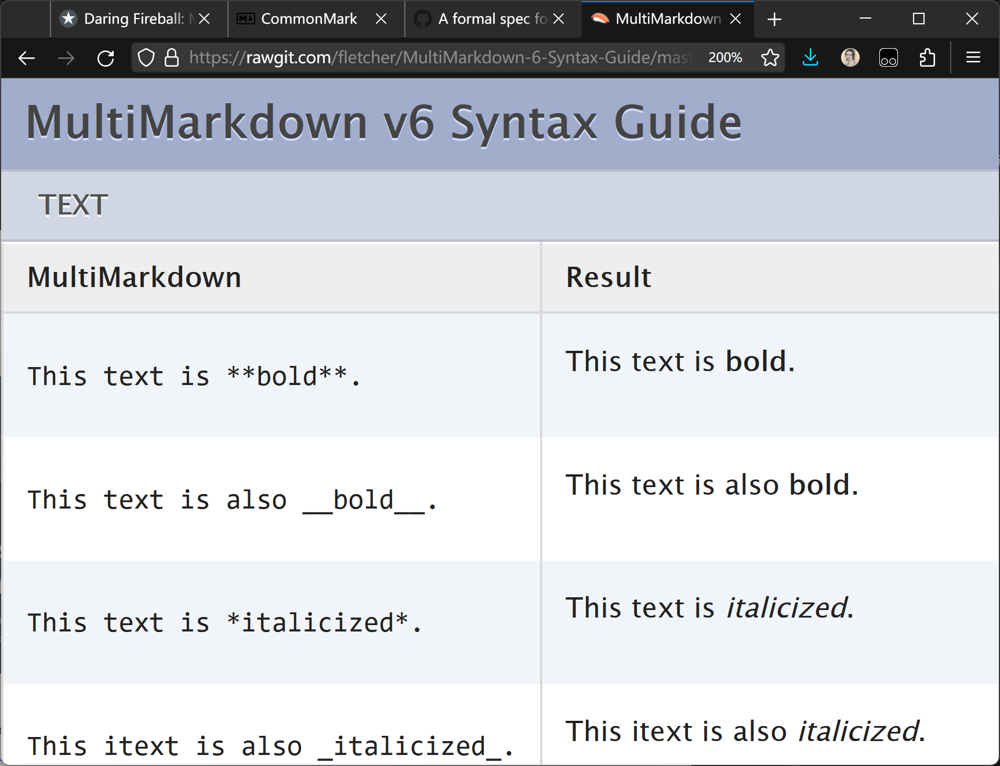 Daring Fireball:
CommonMark
A formal spec fo
MultiMarkdown
https://rawgit.com/fletcher/MultiMarkdown-6-Syntax-Guide/mast
200%
MultiMarkdown v6 Syntax Guide
TEXT
MultiMarkdown
Result
This text is **bold**.
This text is bold.
This text is also __bold__.
This text is also bold.
This text is *italicized*.
This text is italicized.
This itext is also _italicized_.
This itext is also italicized.